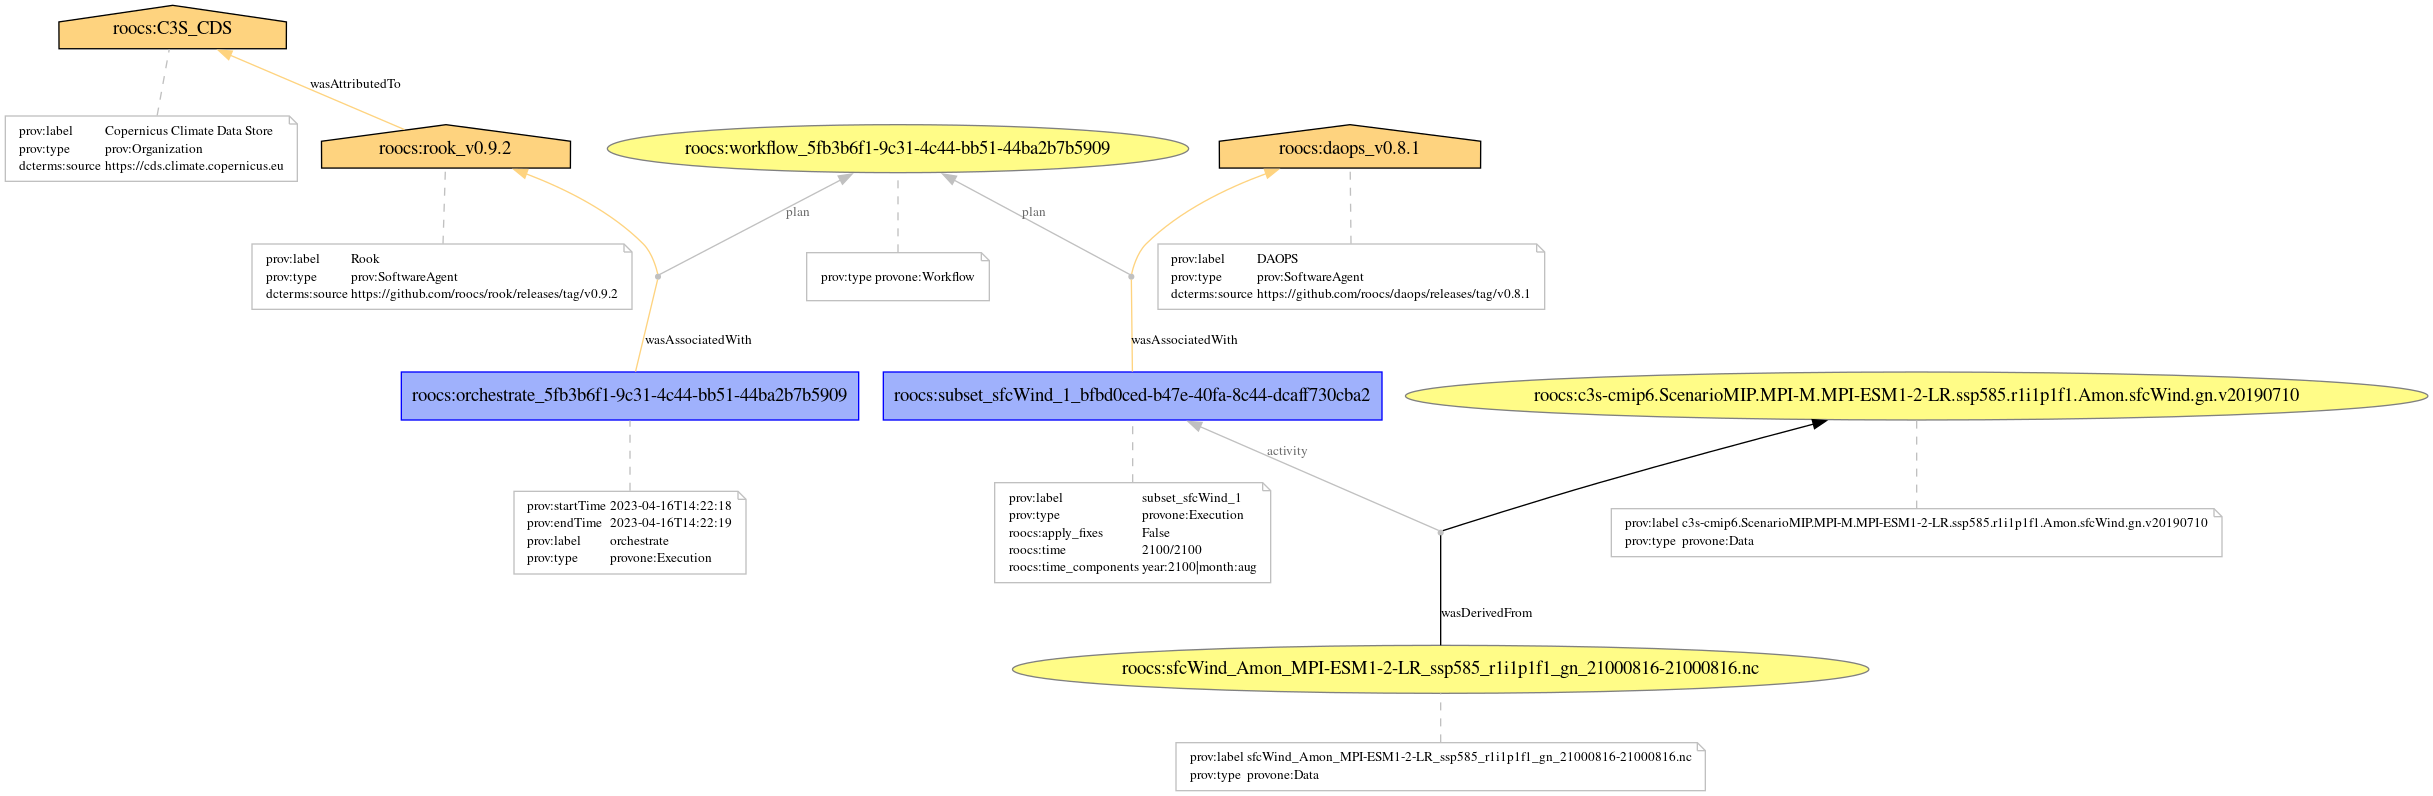 roocs:C3S_CDS
wasAttributedTo
prov:label Copernicus Climate Data Store
prov:type prov:Organization
dcterms:source https://cds.climate.copernicus.eu
roocs:rook_v0.9.2
roocs:workflow_5fb3b6f1-9c31-4c44-bb51-44ba2b7b5909
roocs:daops_v0.8.1
plan
plan
prov:label Rook
prov:type prov:SoftwareAgent
dcterms:source https://github.com/roocs/rook/releases/tag/v0.9.2
prov:type provone:Workflow
prov:label DAOPS
prov:type prov:SoftwareAgent
dcterms:source https://github.com/roocs/daops/releases/tag/v0.8.1
wasAssociatedWith
wasAssociatedWith
roocs:orchestrate_5fb3b6f1-9c31-4c44-bb51-44ba2b7b5909
roocs:subset_sfcWind_1_bfbd0ced-b47e-40fa-8c44-dcaff730cba2
roocs:c3s-cmip6.ScenarioMIP.MPI-M.MPI-ESM1-2-LR.ssp585.r1i1p1f1.Amon.sfcWind.gn.v20190710
activity
prov:startTime 2023-04-16T14:22:18
prov:endTime 2023-04-16T14:22:19
prov:label orchestrate
prov:type provone:Execution
prov:label subset_sfcWind_1
prov:type provone:Execution
roocs:apply_fixes False
roocs:time 2100/2100
roocs:time_components year:2100|month:aug
prov:label c3s-cmip6.ScenarioMIP.MPI-M.MPI-ESM1-2-LR.ssp585.r1i1p1f1.Amon.sfcWind.gn.v20190710
prov:type provone:Data
wasDerivedFrom
roocs:sfcWind_Amon_MPI-ESM1-2-LR_ssp585_r1i1p1f1_gn_21000816-21000816.nc
prov:label sfcWind_Amon_MPI-ESM1-2-LR_ssp585_r1i1p1f1_gn_21000816-21000816.nc
prov:type provone:Data